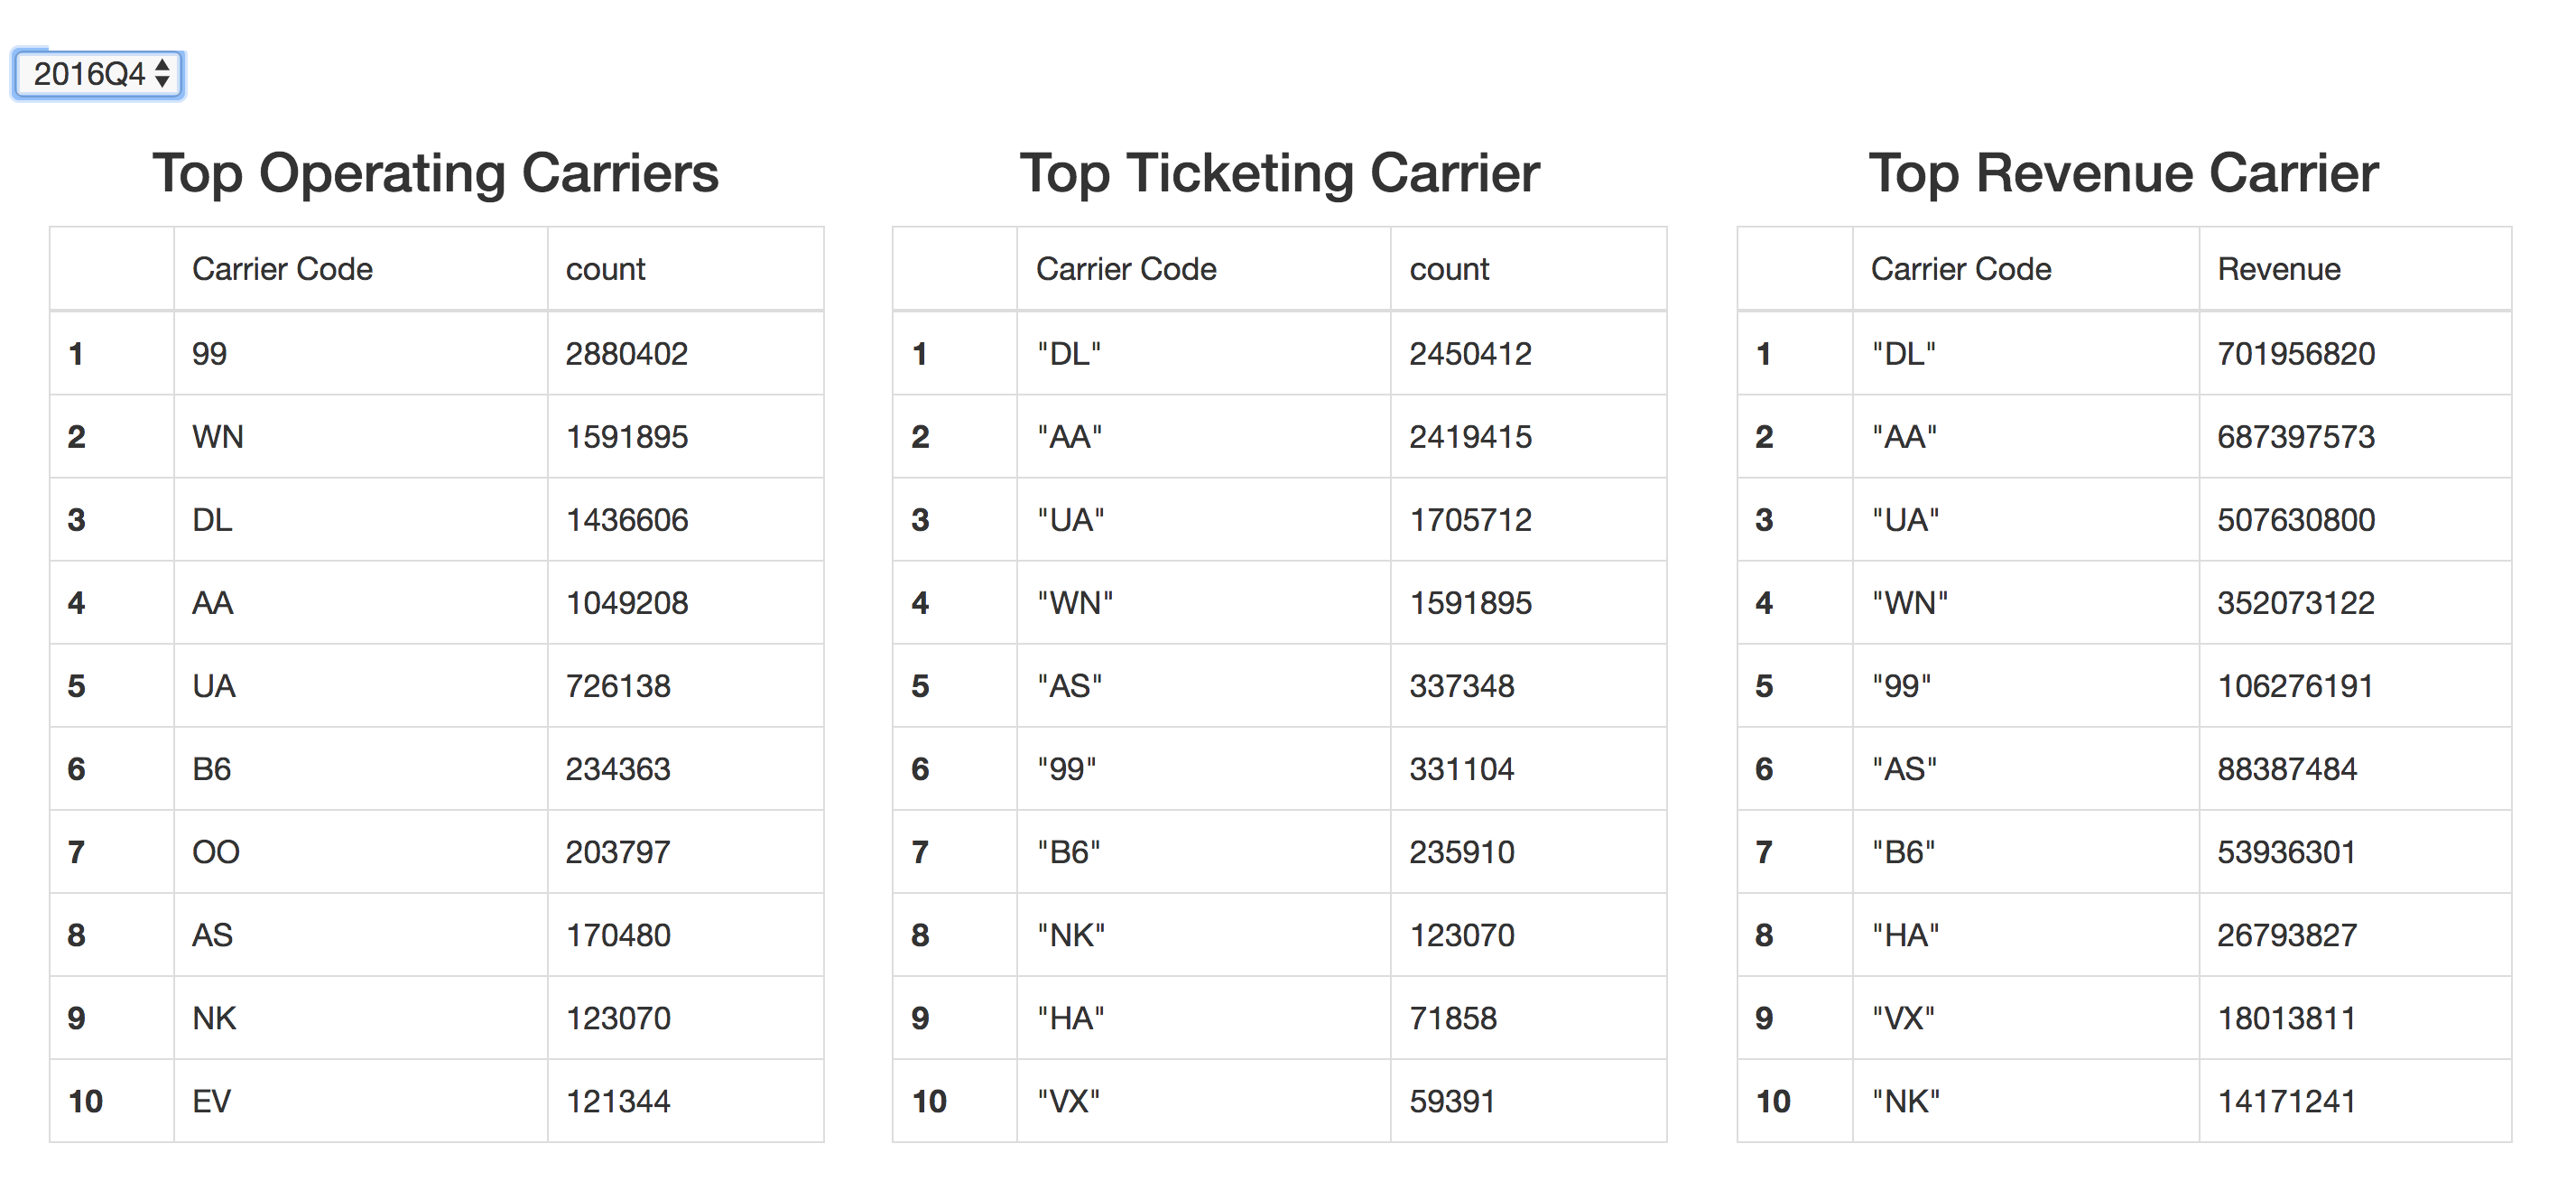 2016Q4
Top Operating Carriers
Carrier Code count
1 99 2880402
2 WN 1591895
3 DL 1436606
4 AA 1049208
5 UA 726138
6 B6 234363
7 OO 203797
8 AS 170480
9 NK 123070
10 EV 121344
Top Ticketing Carrier
Carrier Code count
1 "DL" 2450412
2 "AA" 2419415
3 "UA" 1705712
4 "WN" 1591895
5 "AS" 337348
6 "99" 331104
7 "B6" 235910
8 "NK" 123070
9 "HA" 71858
10 "VX" 59391
Top Revenue Carrier
Carrier Code Revenue
1 "DL" 701956820
2 "AA" 687397573
3 "UA" 507630800
4 "WN" 352073122
5 "99" 106276191
6 "AS" 88387484
7 "B6" 53936301
8 "HA" 26793827
9 "VX" 18013811
10 "NK" 14171241